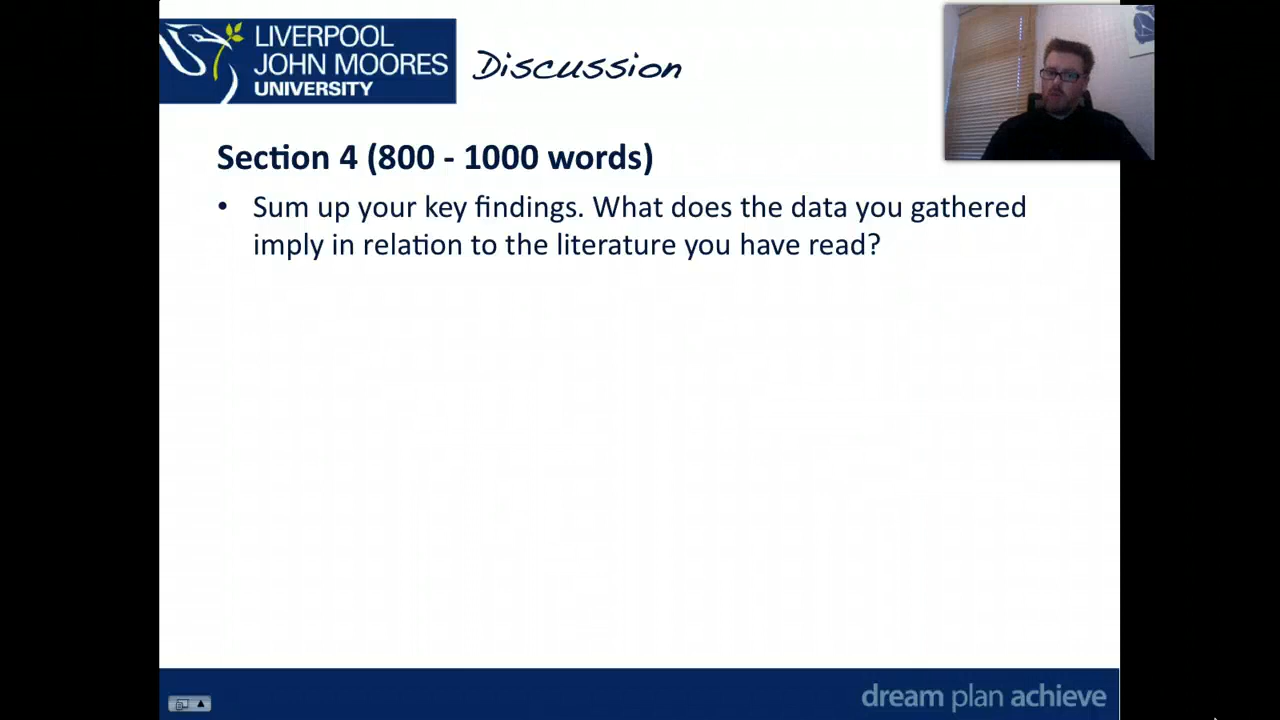 LIVERPOOL
JOHN MOORES
UNIVERSITY
Discussion
Section 4 (800 - 1000 words)
• Sum up your key findings. What does the data you gathered
imply in relation to the literature you have read?
dream plan achieve